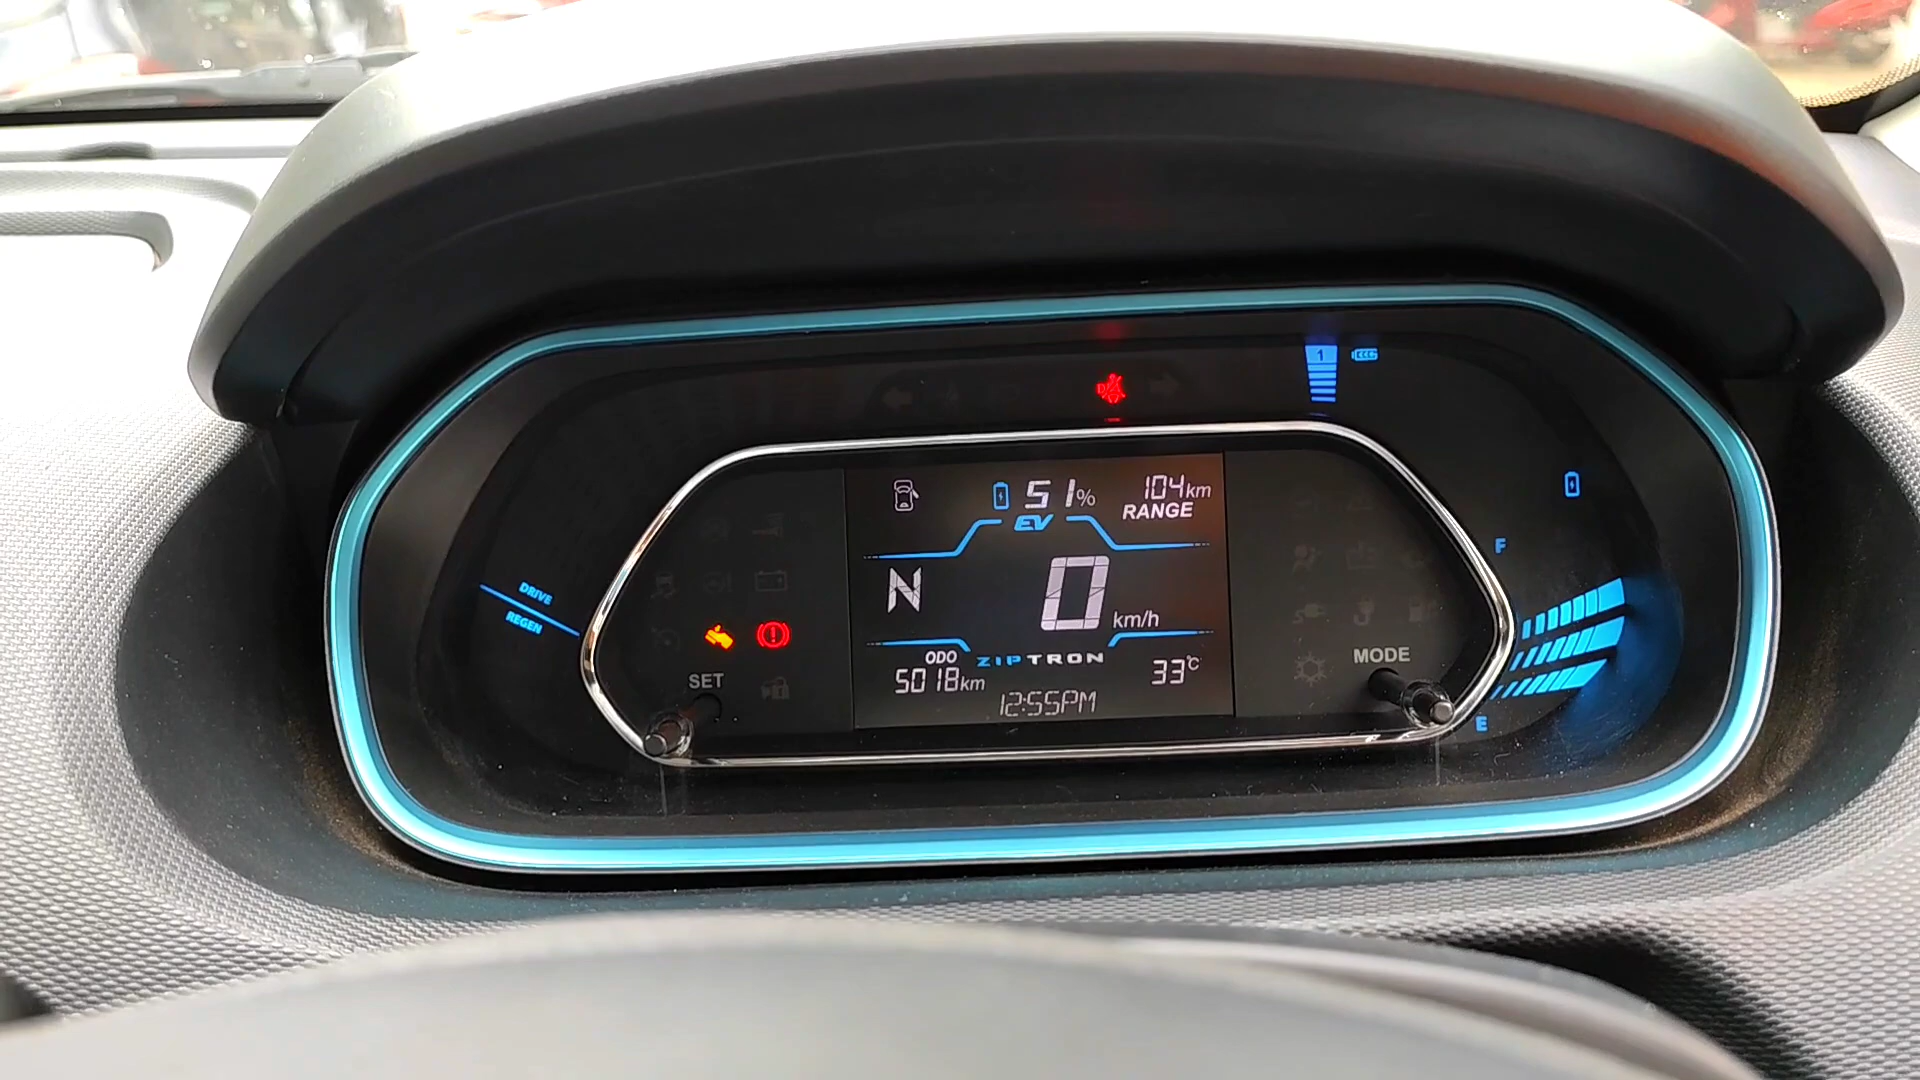 1
51%
104km
RANGE
EV
DRIVE
REGEN
N
0 km/h
F
SET
MODE
ODO
5018km
ZIPTRON
33°C
12:55PM
E